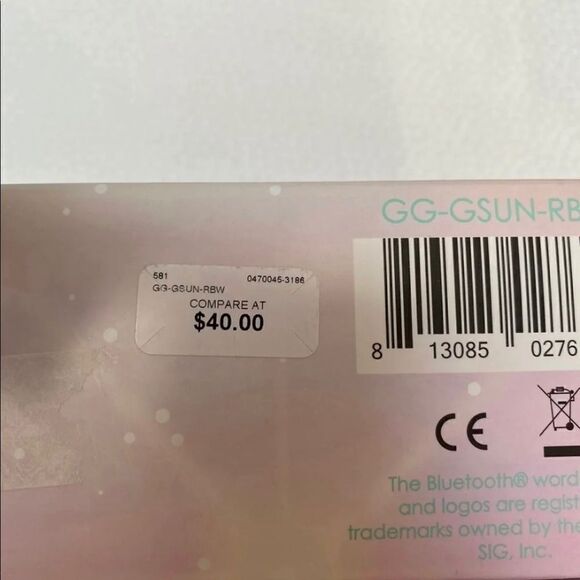 GG-GSUN-RB
581 0470045-3186
GG-GSUN-RBW
COMPARE AT
$40.00
8 13085 0276
CE
The Bluetooth® word
and logos are regist
trademarks owned by the
SIG, Inc.